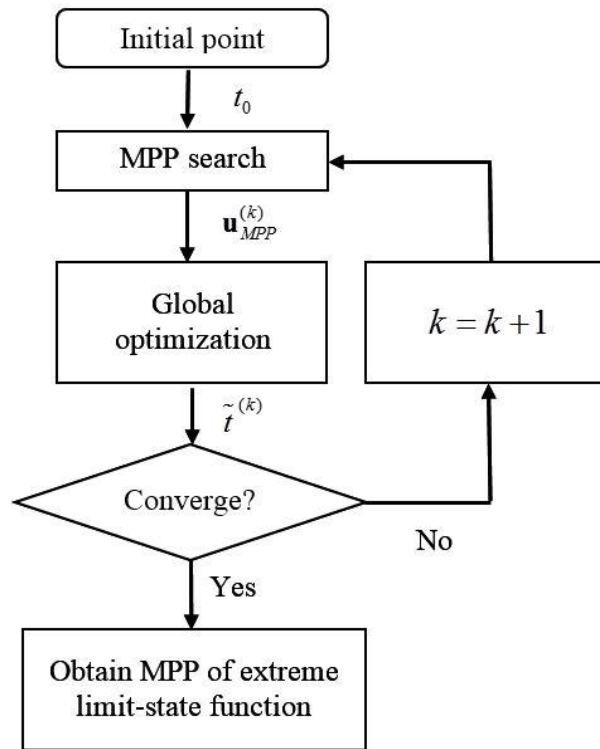 Initial point
t₀
MPP search
𝐮_{MPP}^{(k)}
Global
optimization
k = k + 1
t̃^{(k)}
Converge?
No
Yes
Obtain MPP of extreme
limit-state function